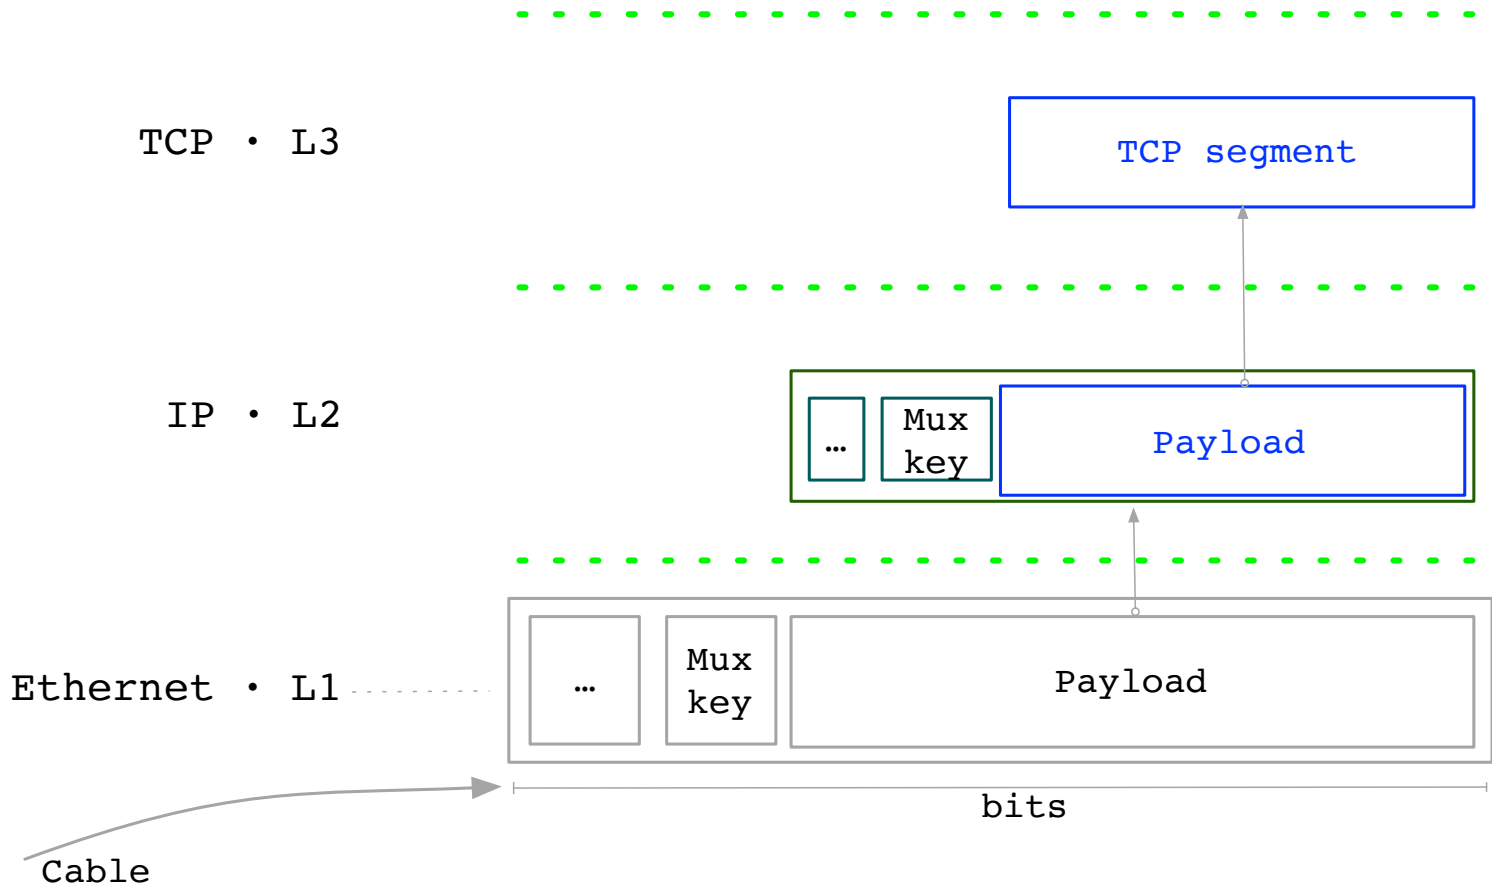 TCP · L3
TCP segment
IP · L2
…
Mux
key
Payload
Ethernet · L1
…
Mux
key
Payload
bits
Cable